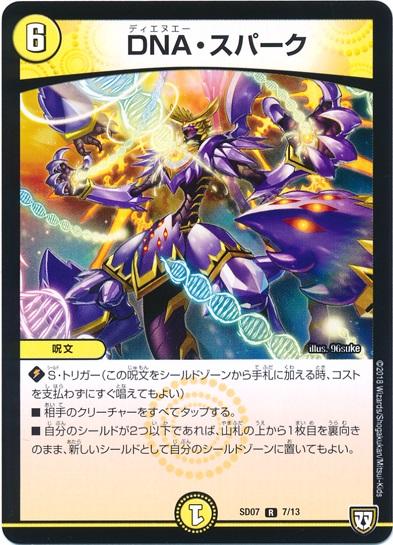 6
ディエヌエー
DNA・スパーク
illus. 96suke
呪文
S・トリガー(この呪文をシールドゾーンから手札に加える時、コスト
を支払わずにすぐ唱えてもよい)
■ 相手のクリーチャーをすべてタップする。
■ 自分のシールドが2つ以下であれば、山札の上から1枚目を裏向き
のまま、新しいシールドとして自分のシールドゾーンに置いてもよい。
©2018 Wizards/Shogakukan/Mitsui-Kids
1
SD07 R 7/13